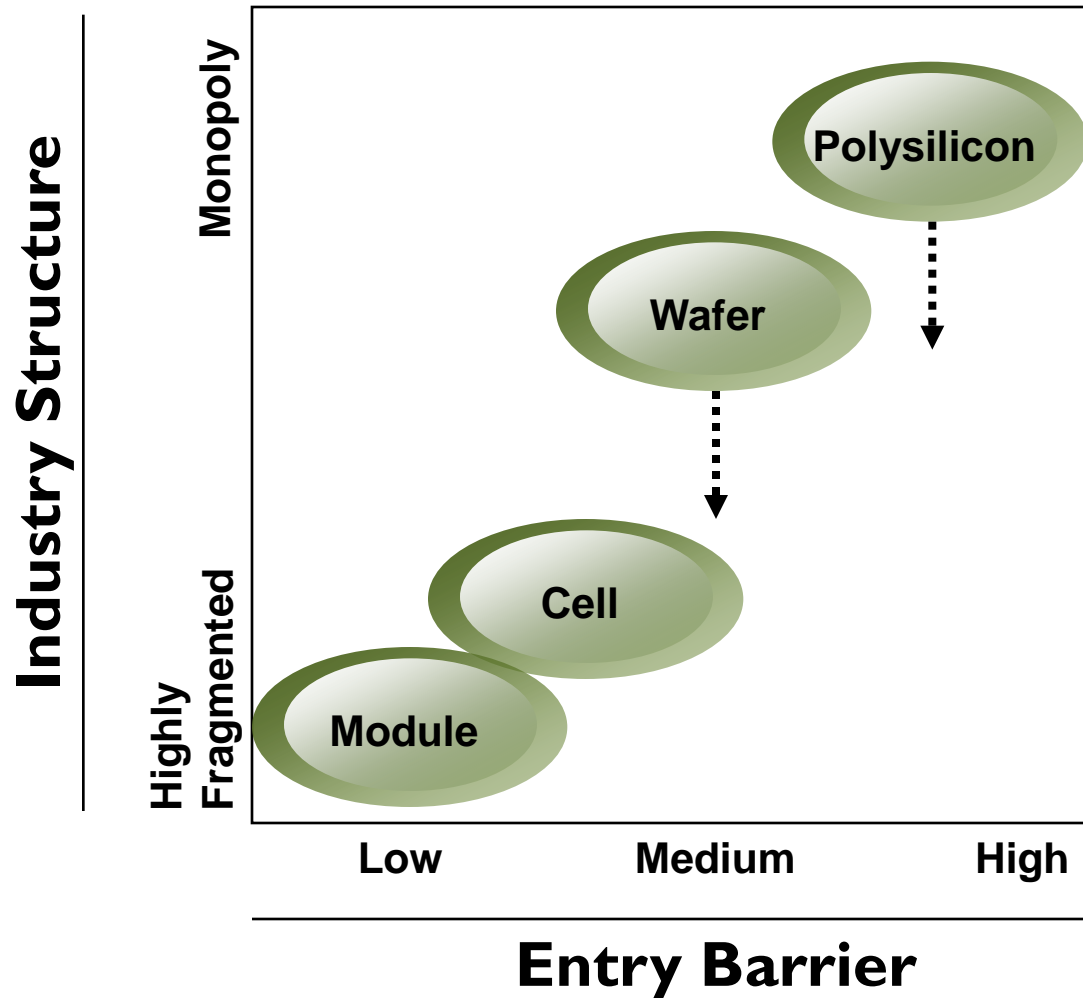 Industry Structure
Monopoly
Highly
Fragmented
Polysilicon
Wafer
Cell
Module
Low
Medium
High
Entry Barrier